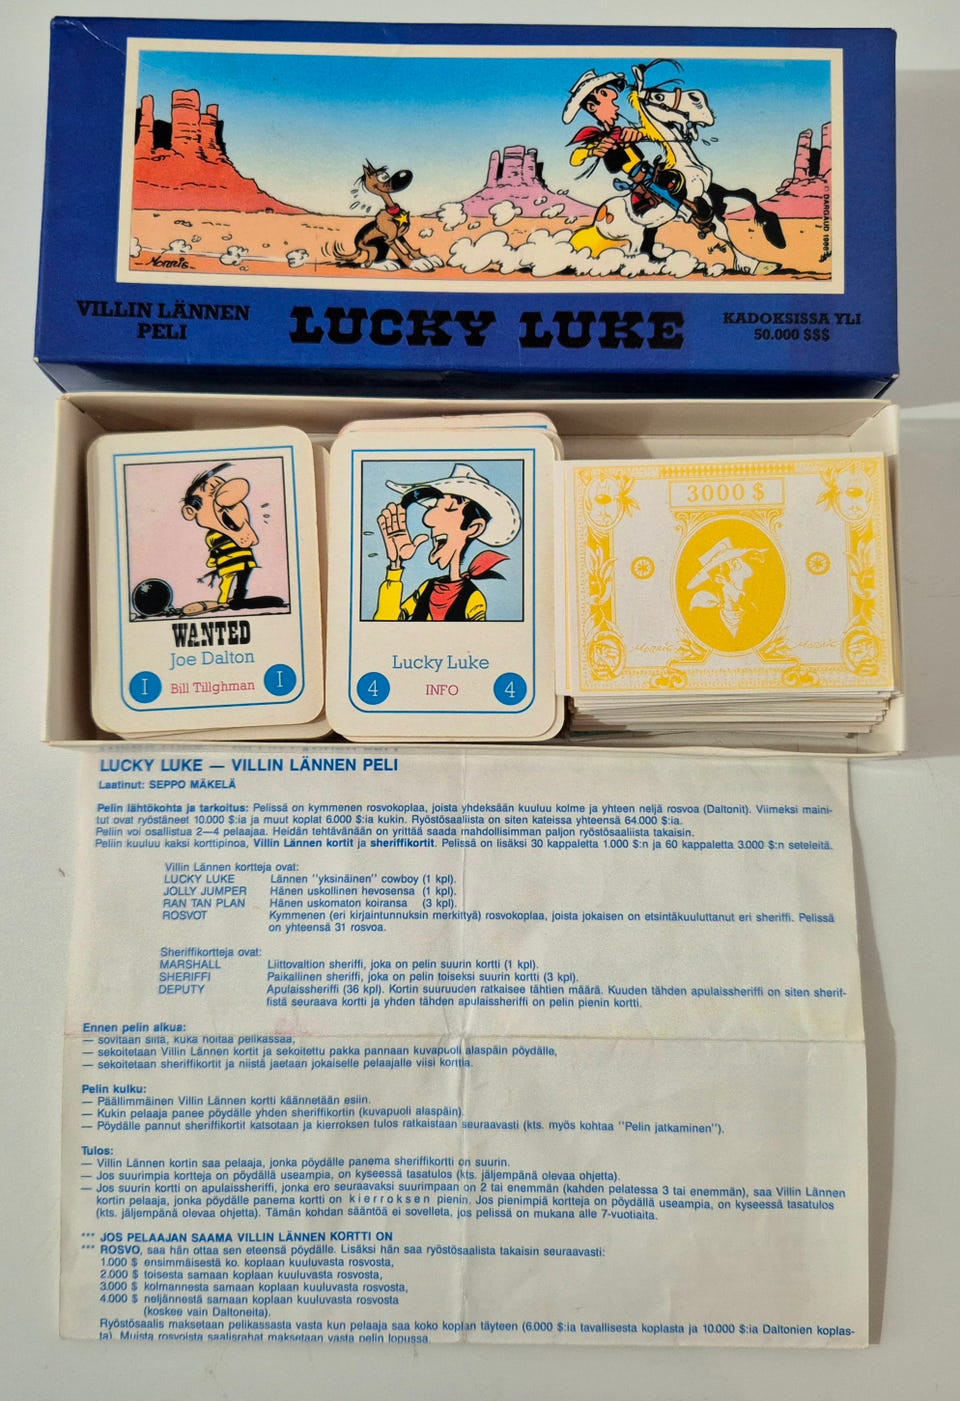 Morris
© DARGAUD
VILLIN LÄNNEN
PELI
LUCKY LUKE
KADOKSISSA YLI
50.000 $$$
WANTED
Joe Dalton
1 Bill Tillghman 1
Lucky Luke
4 INFO 4
3000 $
Morris Morris
LUCKY LUKE — VILLIN LÄNNEN PELI
Laatinut: SEPPO MÄKELÄ
Pelin lähtökohta ja tarkoitus: Pelissä on kymmenen rosvokoplaa, joista yhdeksään kuuluu kolme ja yhteen neljä rosvoa (Daltonit). Viimeksi maini-
tut ovat ryöstäneet 10.000 $:ia ja muut koplat 6.000 $:ia kukin. Ryöstösaaliista on siten kateissa yhteensä 64.000 $:ia.
Peliin voi osallistua 2—4 pelaajaa. Heidän tehtävänään on yrittää saada mahdollisimman paljon ryöstösaaliista takaisin.
Peliin kuuluu kaksi korttipinoa, Villin Lännen kortit ja sheriffikortit. Pelissä on lisäksi 30 kappaletta 1.000 $:n ja 60 kappaletta 3.000 $:n seteleitä.
Villin Lännen kortteja ovat:
LUCKY LUKE Lännen "yksinäinen" cowboy (1 kpl).
JOLLY JUMPER Hänen uskollinen hevosensa (1 kpl).
RAN TAN PLAN Hänen uskomaton koiransa (3 kpl).
ROSVOT Kymmenen (eri kirjaintunnuksin merkittyä) rosvokoplaa, joista jokaisen on etsintäkuuluttanut eri sheriffi. Pelissä
on yhteensä 31 rosvoa.
Sheriffikortteja ovat:
MARSHALL Liittovaltion sheriffi, joka on pelin suurin kortti (1 kpl).
SHERIFFI Paikallinen sheriffi, joka on pelin toiseksi suurin kortti (3 kpl).
DEPUTY Apulaissheriffi (36 kpl). Kortin suuruuden ratkaisee tähtien määrä. Kuuden tähden apulaissheriffi on siten sherif-
fistä seuraava kortti ja yhden tähden apulaissheriffi on pelin pienin kortti.
Ennen pelin alkua:
— sovitaan siitä, kuka hoitaa pelikassaa,
— sekoitetaan Villin Lännen kortit ja sekoitettu pakka pannaan kuvapuoli alaspäin pöydälle,
— sekoitetaan sheriffikortit ja niistä jaetaan jokaiselle pelaajalle viisi korttia.
Pelin kulku:
— Päällimmäinen Villin Lännen kortti käännetään esiin.
— Kukin pelaaja panee pöydälle yhden sheriffikortin (kuvapuoli alaspäin).
— Pöydälle pannut sheriffikortit katsotaan ja kierroksen tulos ratkaistaan seuraavasti (kts. myös kohtaa "Pelin jatkaminen").
Tulos:
— Villin Lännen kortin saa pelaaja, jonka pöydälle panema sheriffikortti on suurin.
— Jos suurimpia kortteja on pöydällä useampia, on kyseessä tasatulos (kts. jäljempänä olevaa ohjetta).
— Jos suurin kortti on apulaissheriffi, jonka ero seuraavaksi suurimpaan on 2 tai enemmän (kahden pelatessa 3 tai enemmän), saa Villin Lännen
kortin pelaaja, jonka pöydälle panema kortti on kierroksen pienin. Jos pienimpiä kortteja on pöydällä useampia, on kyseessä tasatulos
(kts. jäljempänä olevaa ohjetta). Tämän kohdan sääntöä ei sovelleta, jos pelissä on mukana alle 7-vuotiaita.
*** JOS PELAAJAN SAAMA VILLIN LÄNNEN KORTTI ON
*** ROSVO, saa hän ottaa sen eteensä pöydälle. Lisäksi hän saa ryöstösaalista takaisin seuraavasti:
1.000 $ ensimmäisestä ko. koplaan kuuluvasta rosvosta,
2.000 $ toisesta samaan koplaan kuuluvasta rosvosta,
3.000 $ kolmannesta samaan koplaan kuuluvasta rosvosta,
4.000 $ neljännestä samaan koplaan kuuluvasta rosvosta
(koskee vain Daltoneita).
Ryöstösaalis maksetaan pelikassasta vasta kun pelaaja saa koko koplan täyteen (6.000 $:ia tavallisesta koplasta ja 10.000 $:ia Daltonien koplas-
ta). Muista rosvoista saalisrahat maksetaan vasta pelin lopussa.